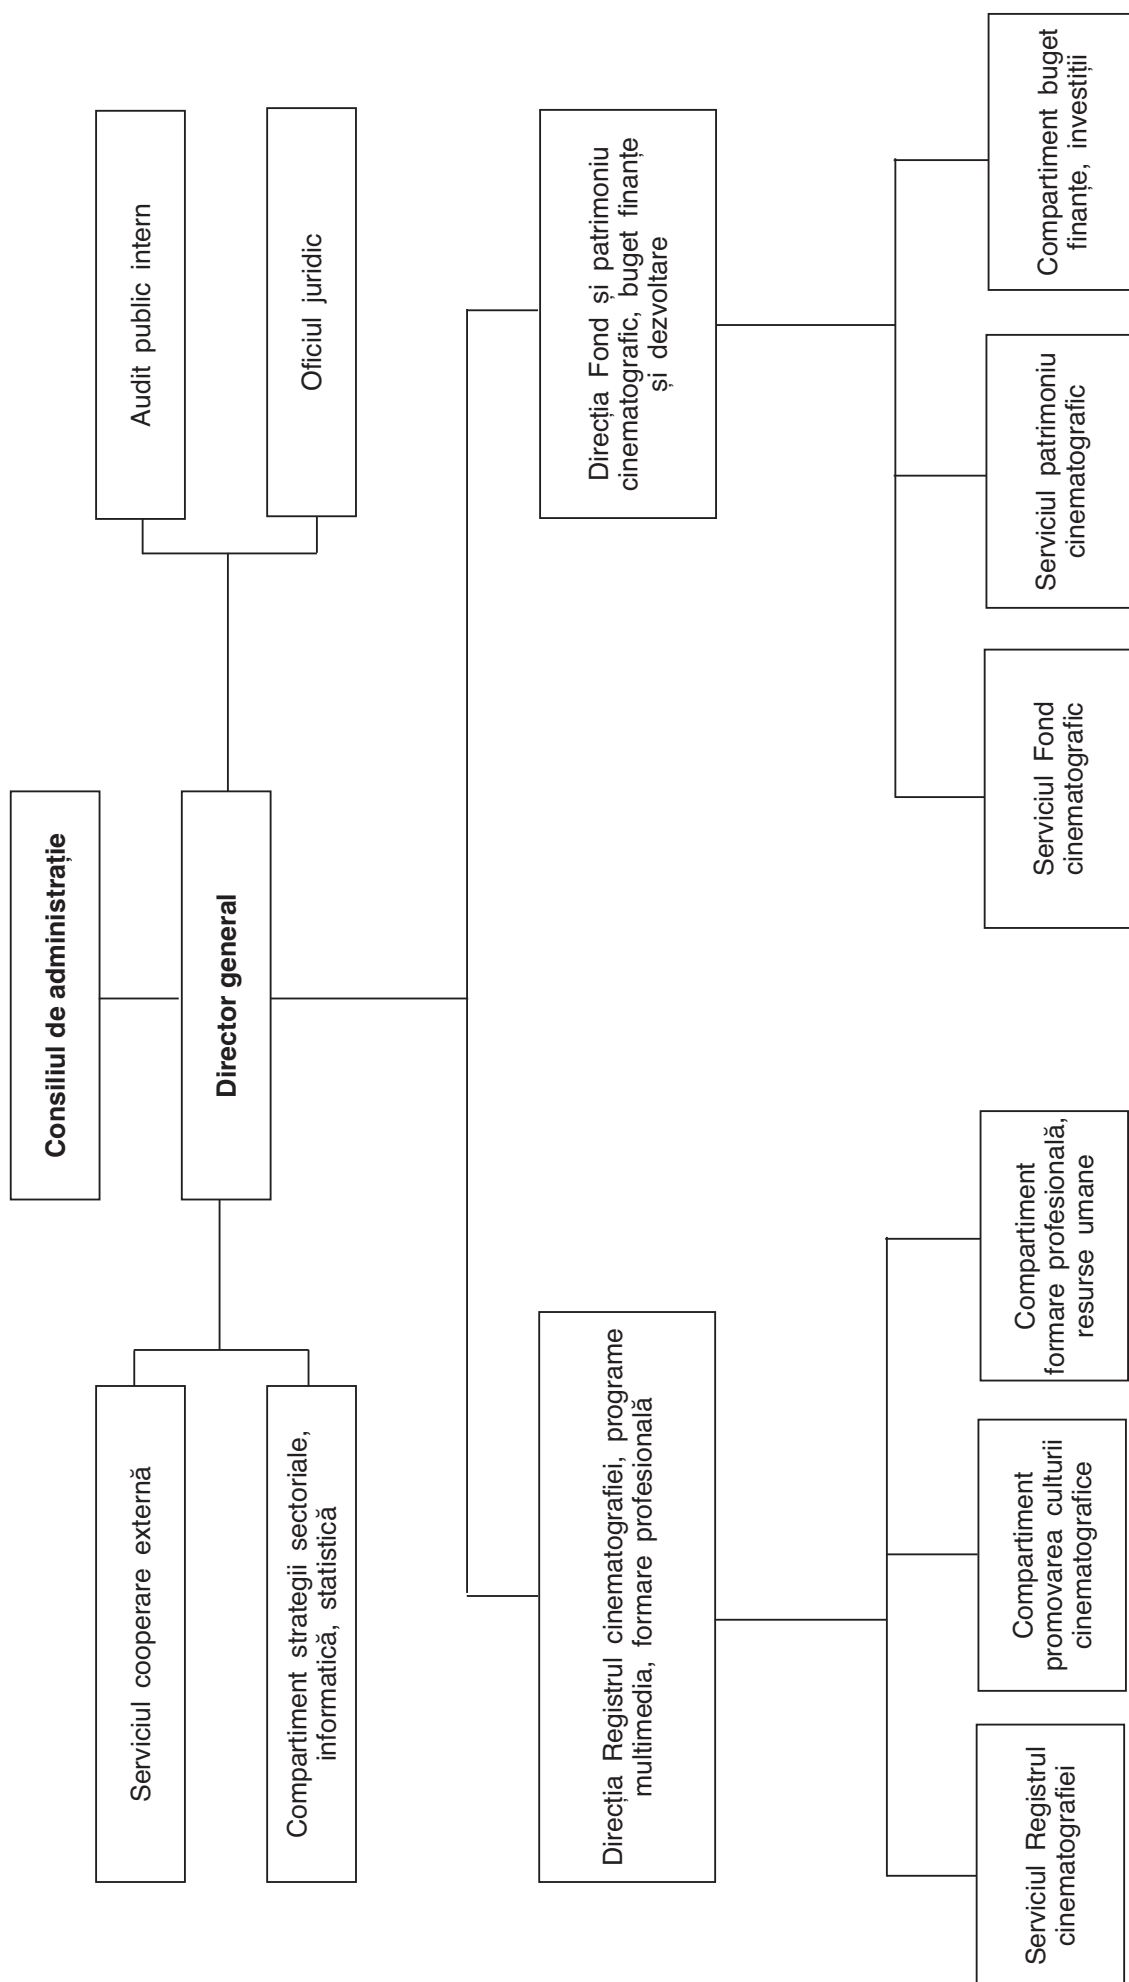 Consiliul de administrație
Director general
Serviciul cooperare externă
Compartiment strategii sectoriale,
informatică, statistică
Audit public intern
Oficiul juridic
Direcția Registrul cinematografiei, programe
multimedia, formare profesională
Direcția Fond și patrimoniu
cinematografic, buget finanțe
și dezvoltare
Serviciul Registrul
cinematografiei
Compartiment
promovarea culturii
cinematografice
Compartiment
formare profesională,
resurse umane
Serviciul Fond
cinematografic
Serviciul patrimoniu
cinematografic
Compartiment buget
finanțe, investiții